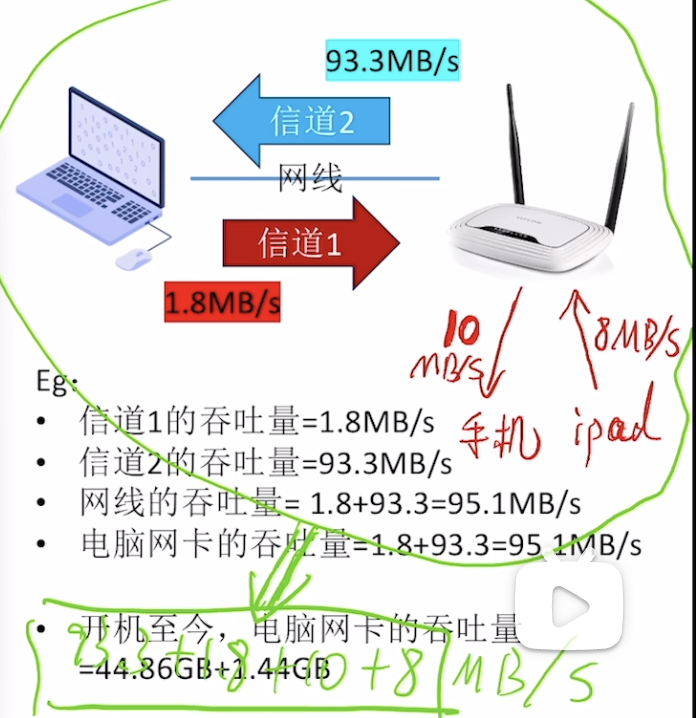 93.3MB/s
信道2
网线
信道1
1.8MB/s
10
MB/S
8MB/s
手机
ipad
Eg:
• 信道1的吞吐量=1.8MB/s
• 信道2的吞吐量=93.3MB/s
• 网线的吞吐量= 1.8+93.3=95.1MB/s
• 电脑网卡的吞吐量=1.8+93.3=95.1MB/s
• 开机至今，电脑网卡的吞吐量
=44.86GB+1.44GB
93.3+1.8+10+8 MB/s